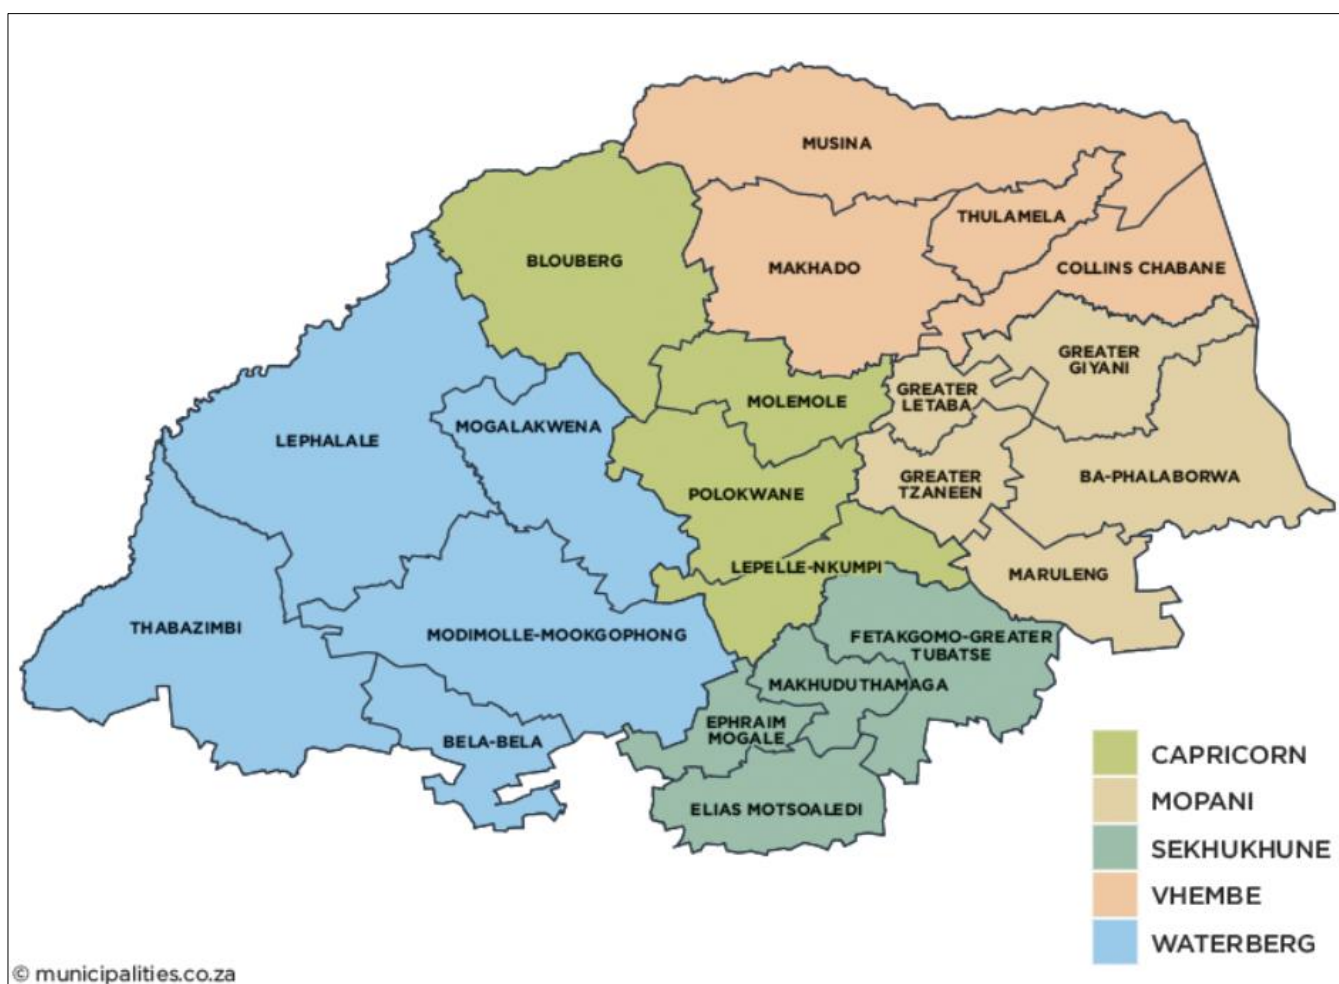 MUSINA
THULAMELA
BLOUBERG
MAKHADO
COLLINS CHABANE
GREATER
GIYANI
GREATER
LETABA
MOLEMOLE
MOGALAKWENA
LEPHALALE
GREATER
TZANEEN
BA-PHALABORWA
POLOKWANE
LEPELLE-NKUMPI
MARULENG
THABAZIMBI
MODIMOLLE-MOOKGOPHONG
FETAKGOMO-GREATER
TUBATSE
MAKHUDUTHAMAGA
EPHRAIM
MOGALE
BELA-BELA
ELIAS MOTSOALEDI
CAPRICORN
MOPANI
SEKHUKHUNE
VHEMBE
WATERBERG
© municipalities.co.za